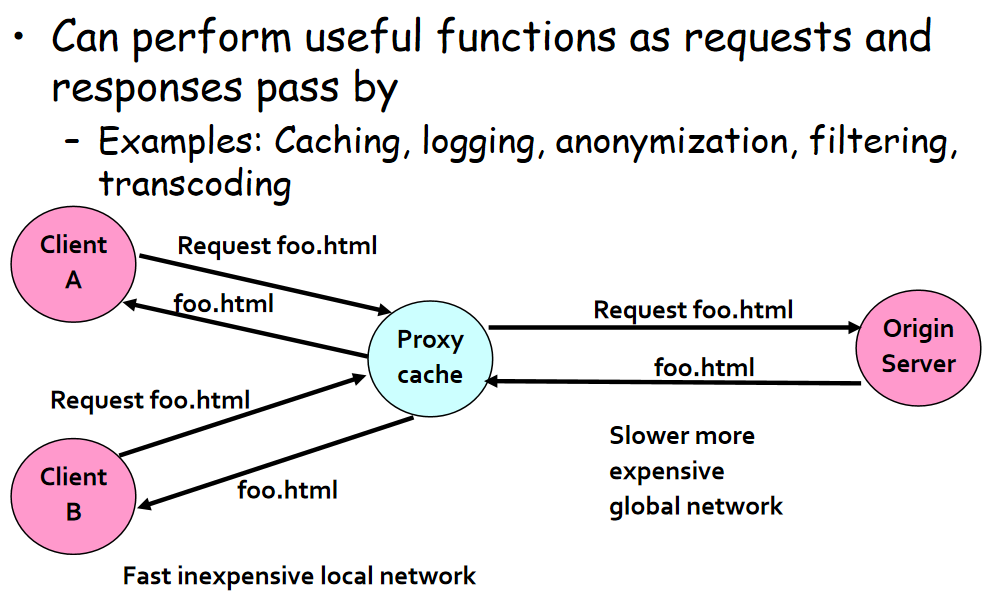 • Can perform useful functions as requests and
responses pass by
– Examples: Caching, logging, anonymization, filtering,
transcoding
Client
A
Request foo.html
foo.html
Proxy
cache
Request foo.html
foo.html
Origin
Server
Request foo.html
Client
B
foo.html
Slower more
expensive
global network
Fast inexpensive local network